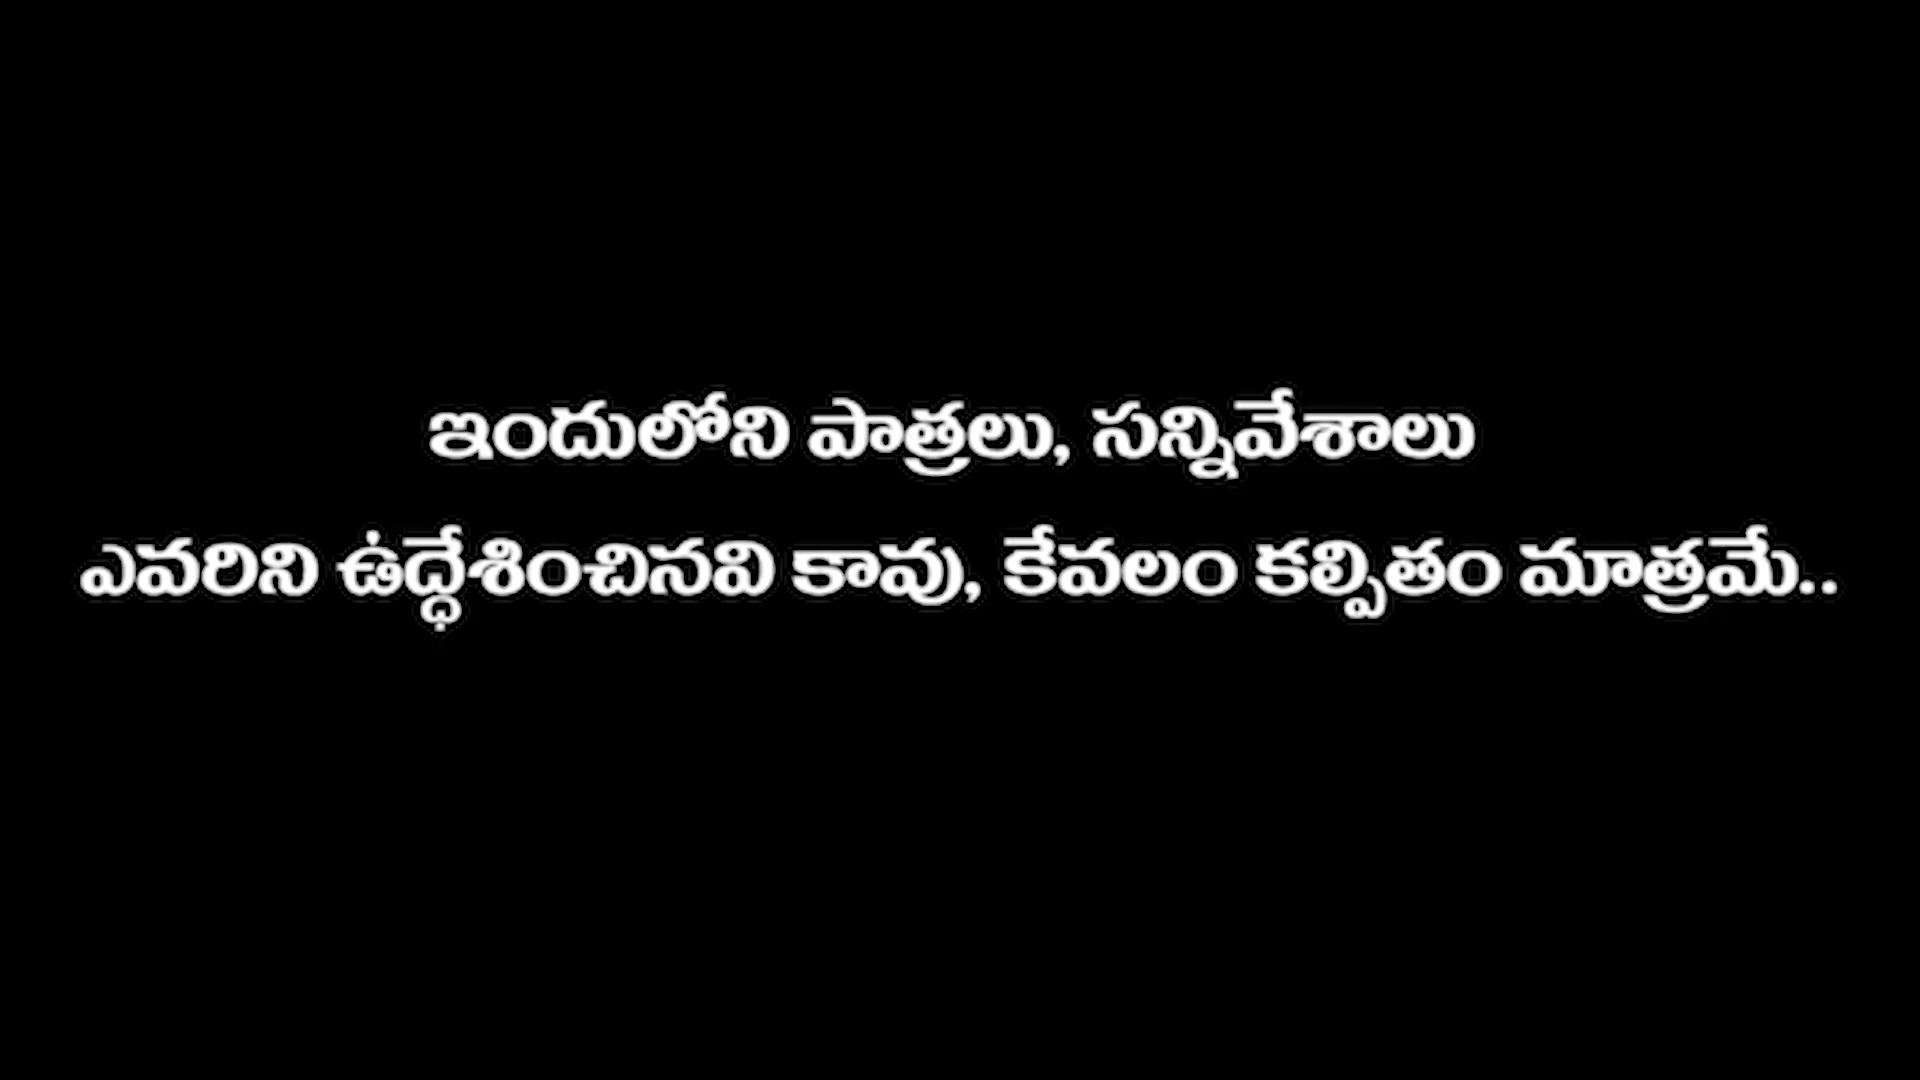 ఇందులోని పాత్రలు, సన్నివేశాలు
ఎవరిని ఉద్ధేశించినవి కావు, కేవలం కల్పితం మాత్రమే..